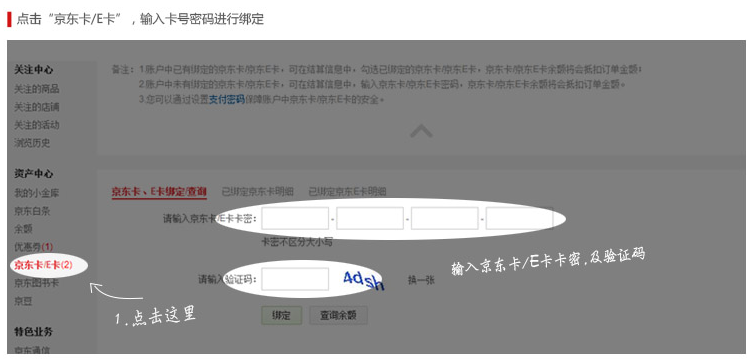 点击“京东卡/E卡”，输入卡号密码进行绑定
关注中心
关注的商品
关注的店铺
关注的活动
浏览历史
备注：1.账户中已有绑定的京东卡/京东E卡，可在结算信息中，勾选已绑定的京东卡/京东E卡，京东卡/京东E卡余额将会抵扣订单金额；
2.账户中未有绑定的京东卡/京东E卡，可在结算信息中，输入京东卡/京东E卡密码，京东卡/京东E卡余额将会抵扣订单金额。
3.您可以通过设置支付密码保障账户中京东卡/京东E卡的安全。
资产中心
我的小金库
京东白条
余额
优惠券(1)
京东卡/E卡(2)
京东图书卡
京豆
特色业务
京东通信
京东卡、E卡绑定/查询 已绑定京东卡明细 已绑定京东E卡明细
请输入京东卡/E卡卡密： - - -
卡密不区分大小写
请输入验证码： 4dsh 换一张
绑定 查询余额
1.点击这里
输入京东卡/E卡卡密，及验证码